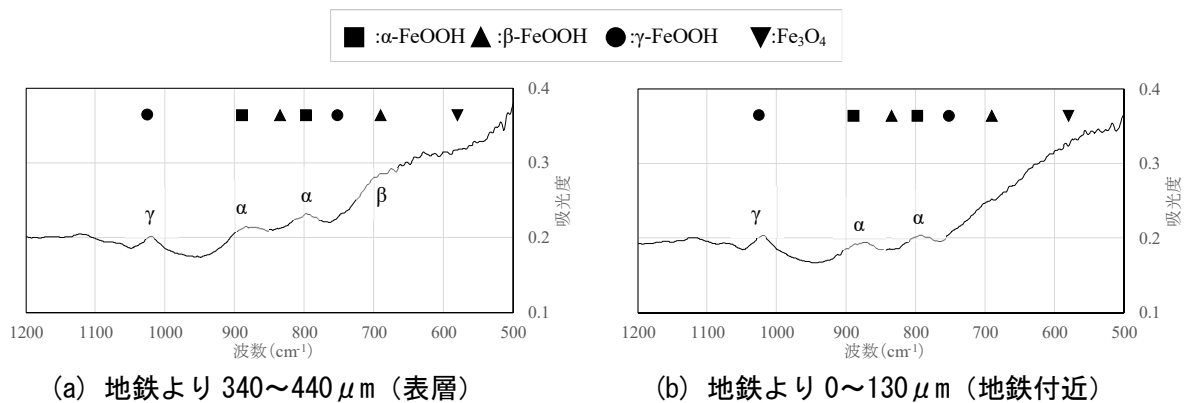 ■:α-FeOOH ▲:β-FeOOH ●:γ-FeOOH ▼:Fe₃O₄
γ
α
α
β
0.4
0.3
0.2
0.1
吸光度
1200 1100 1000 900 800 700 600 500
波数(cm⁻¹)
(a) 地鉄より 340～440μm（表層）
γ
α
α
0.4
0.3
0.2
0.1
吸光度
1200 1100 1000 900 800 700 600 500
波数(cm⁻¹)
(b) 地鉄より 0～130μm（地鉄付近）